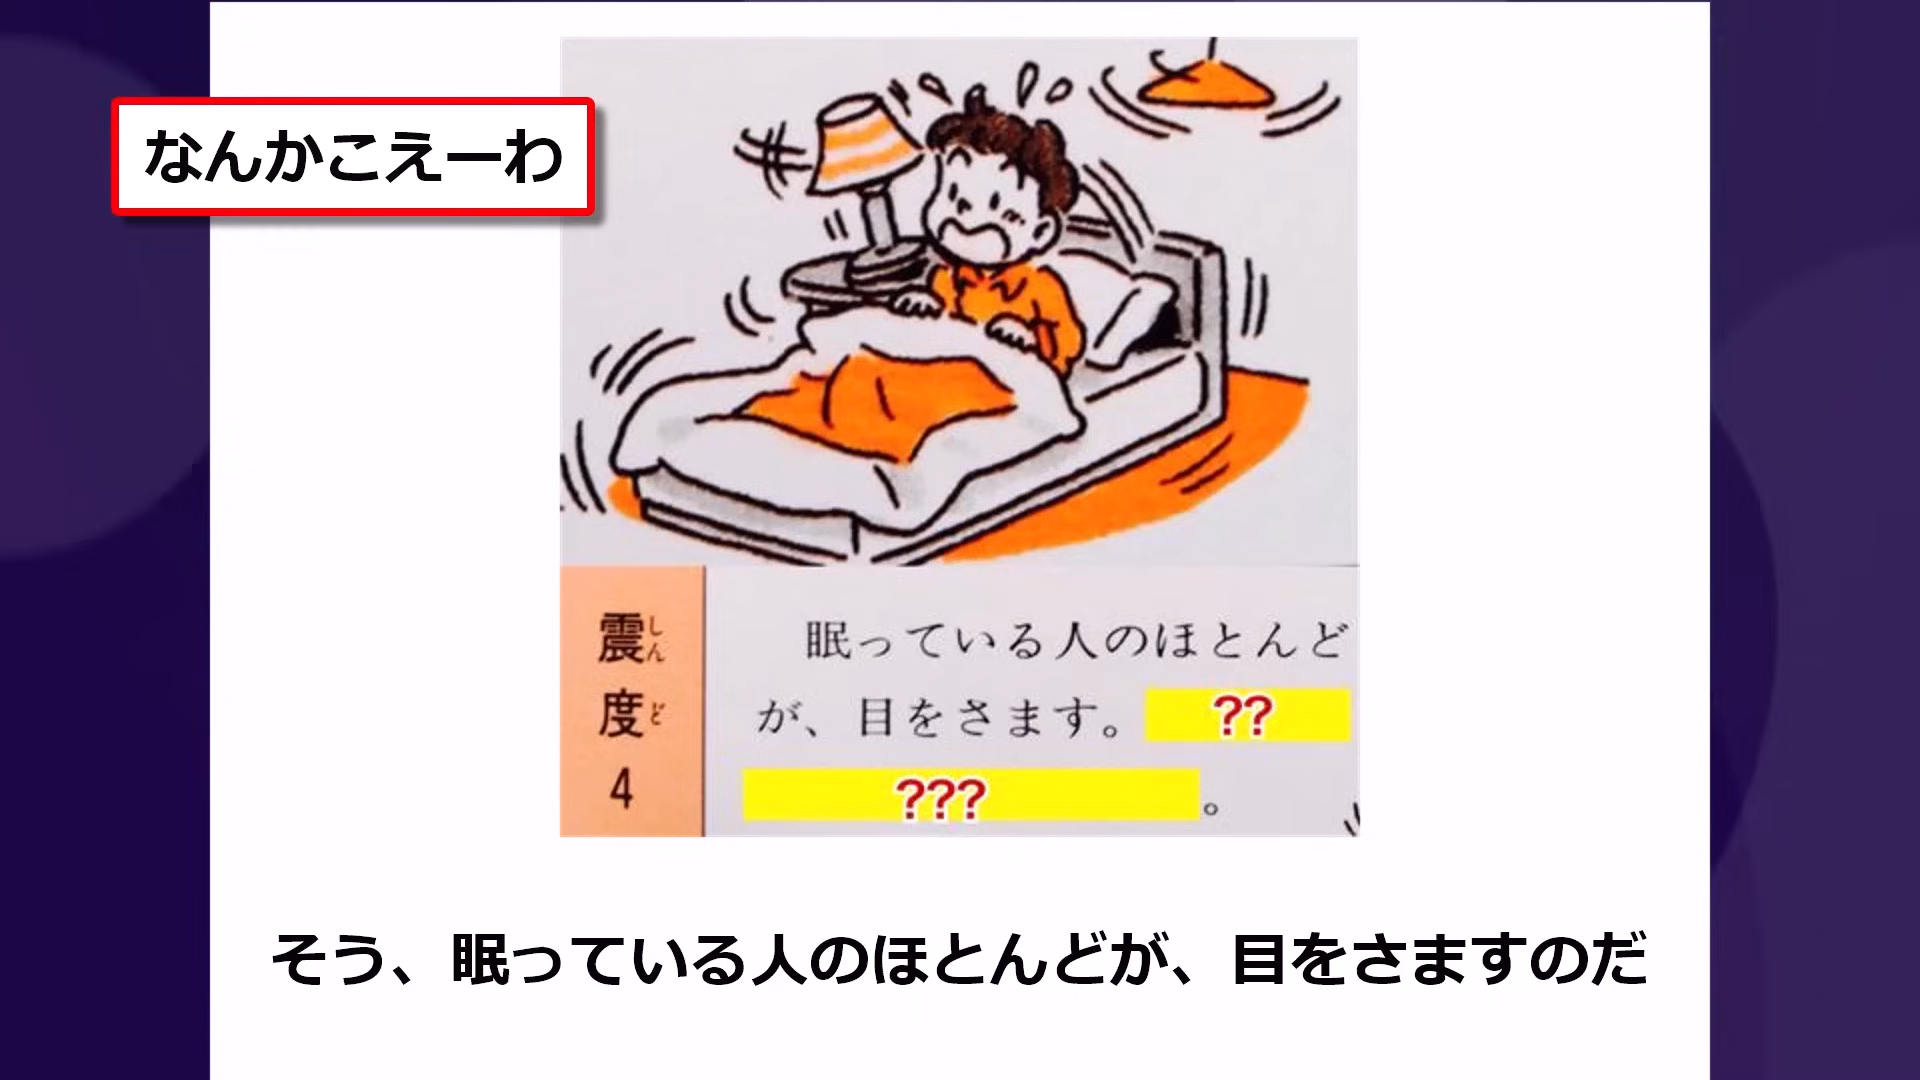 なんかこえーわ
震度4
しんど
眠っている人のほとんど
が、目をさます。??
???。
そう、眠っている人のほとんどが、目をさますのだ